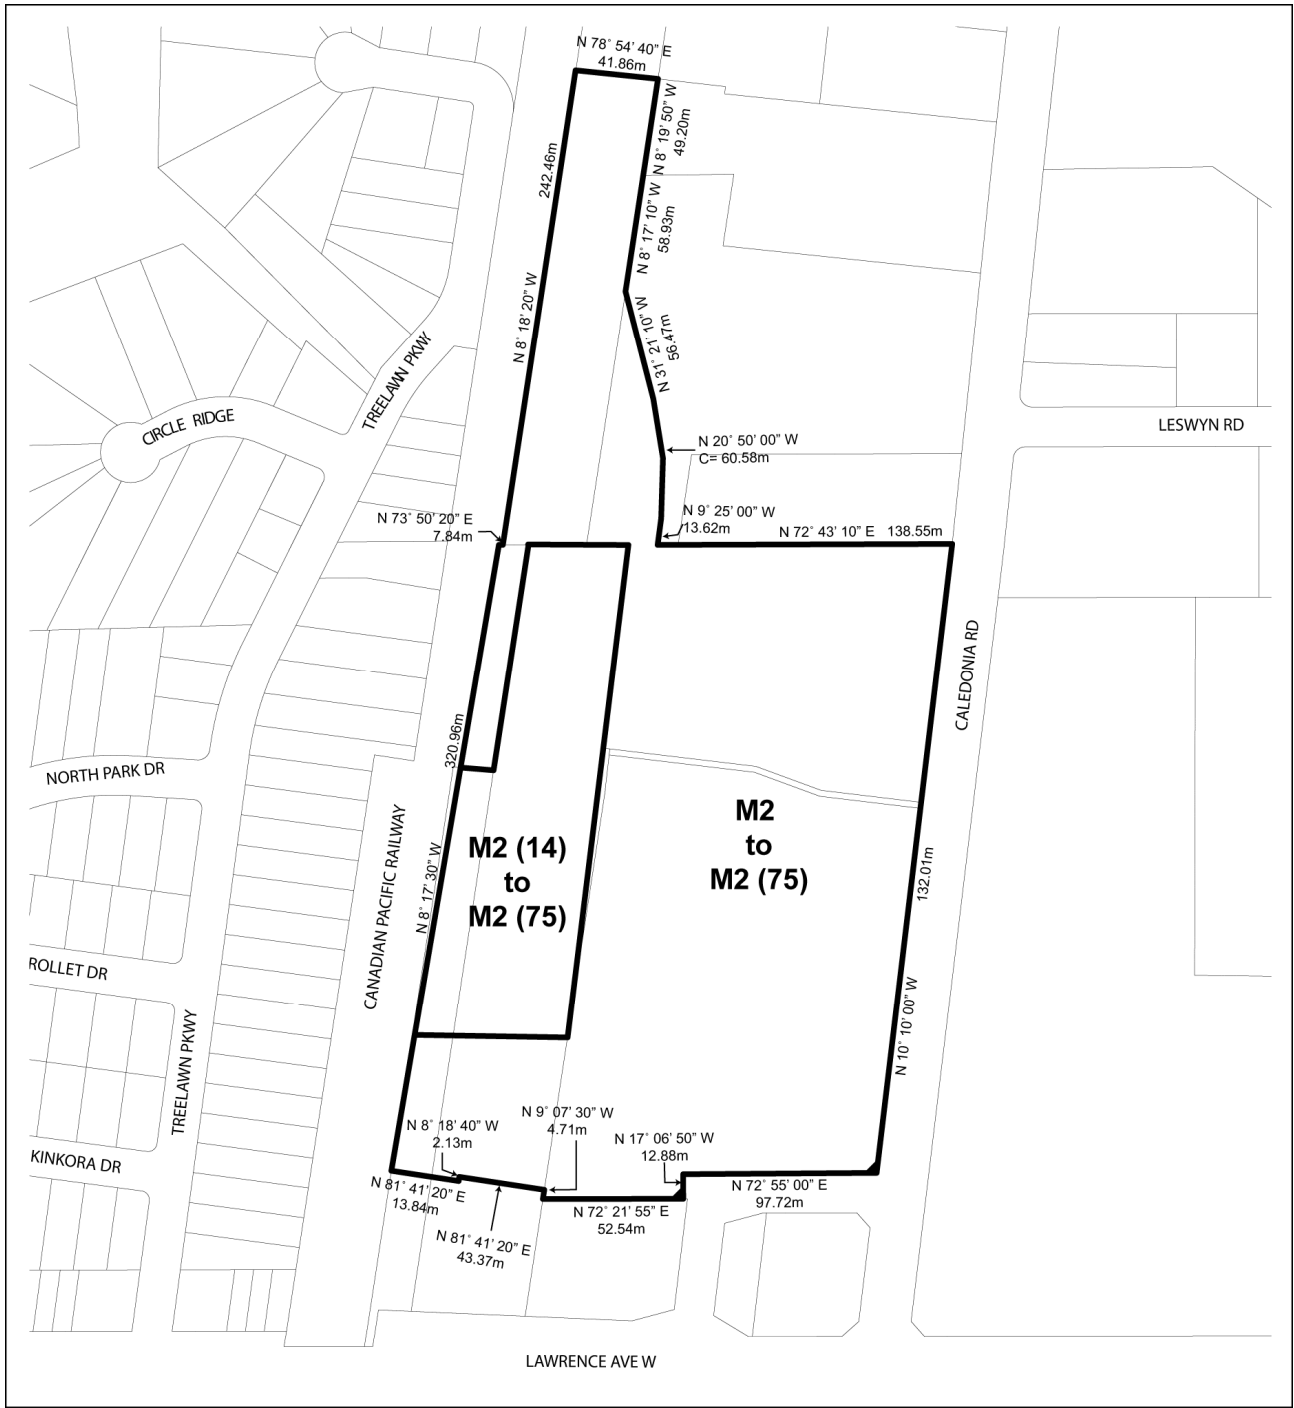 N 78˚ 54’ 40” E
41.86m
N 8˚ 19’ 50” W
49.20m
242.46m
N 8˚ 18’ 20” W
N 8˚ 17’ 10” W
58.93m
N 31˚ 21’ 10” W
56.47m
TREELAWN PKWY
CIRCLE RIDGE
LESWYN RD
N 20˚ 50’ 00” W
C= 60.58m
N 73˚ 50’ 20” E
7.84m
N 9˚ 25’ 00” W
13.62m
N 72˚ 43’ 10” E 138.55m
CALEDONIA RD
320.96m
N 8˚ 17’ 30” W
NORTH PARK DR
CANADIAN PACIFIC RAILWAY
M2 (14)
to
M2 (75)
M2
to
M2 (75)
132.01m
N 10˚ 10’ 00” W
ROLLET DR
TREELAWN PKWY
KINKORA DR
N 8˚ 18’ 40” W
2.13m
N 9˚ 07’ 30” W
4.71m
N 17˚ 06’ 50” W
12.88m
N 81˚ 41’ 20” E
13.84m
N 81˚ 41’ 20” E
43.37m
N 72˚ 21’ 55” E
52.54m
N 72˚ 55’ 00” E
97.72m
LAWRENCE AVE W